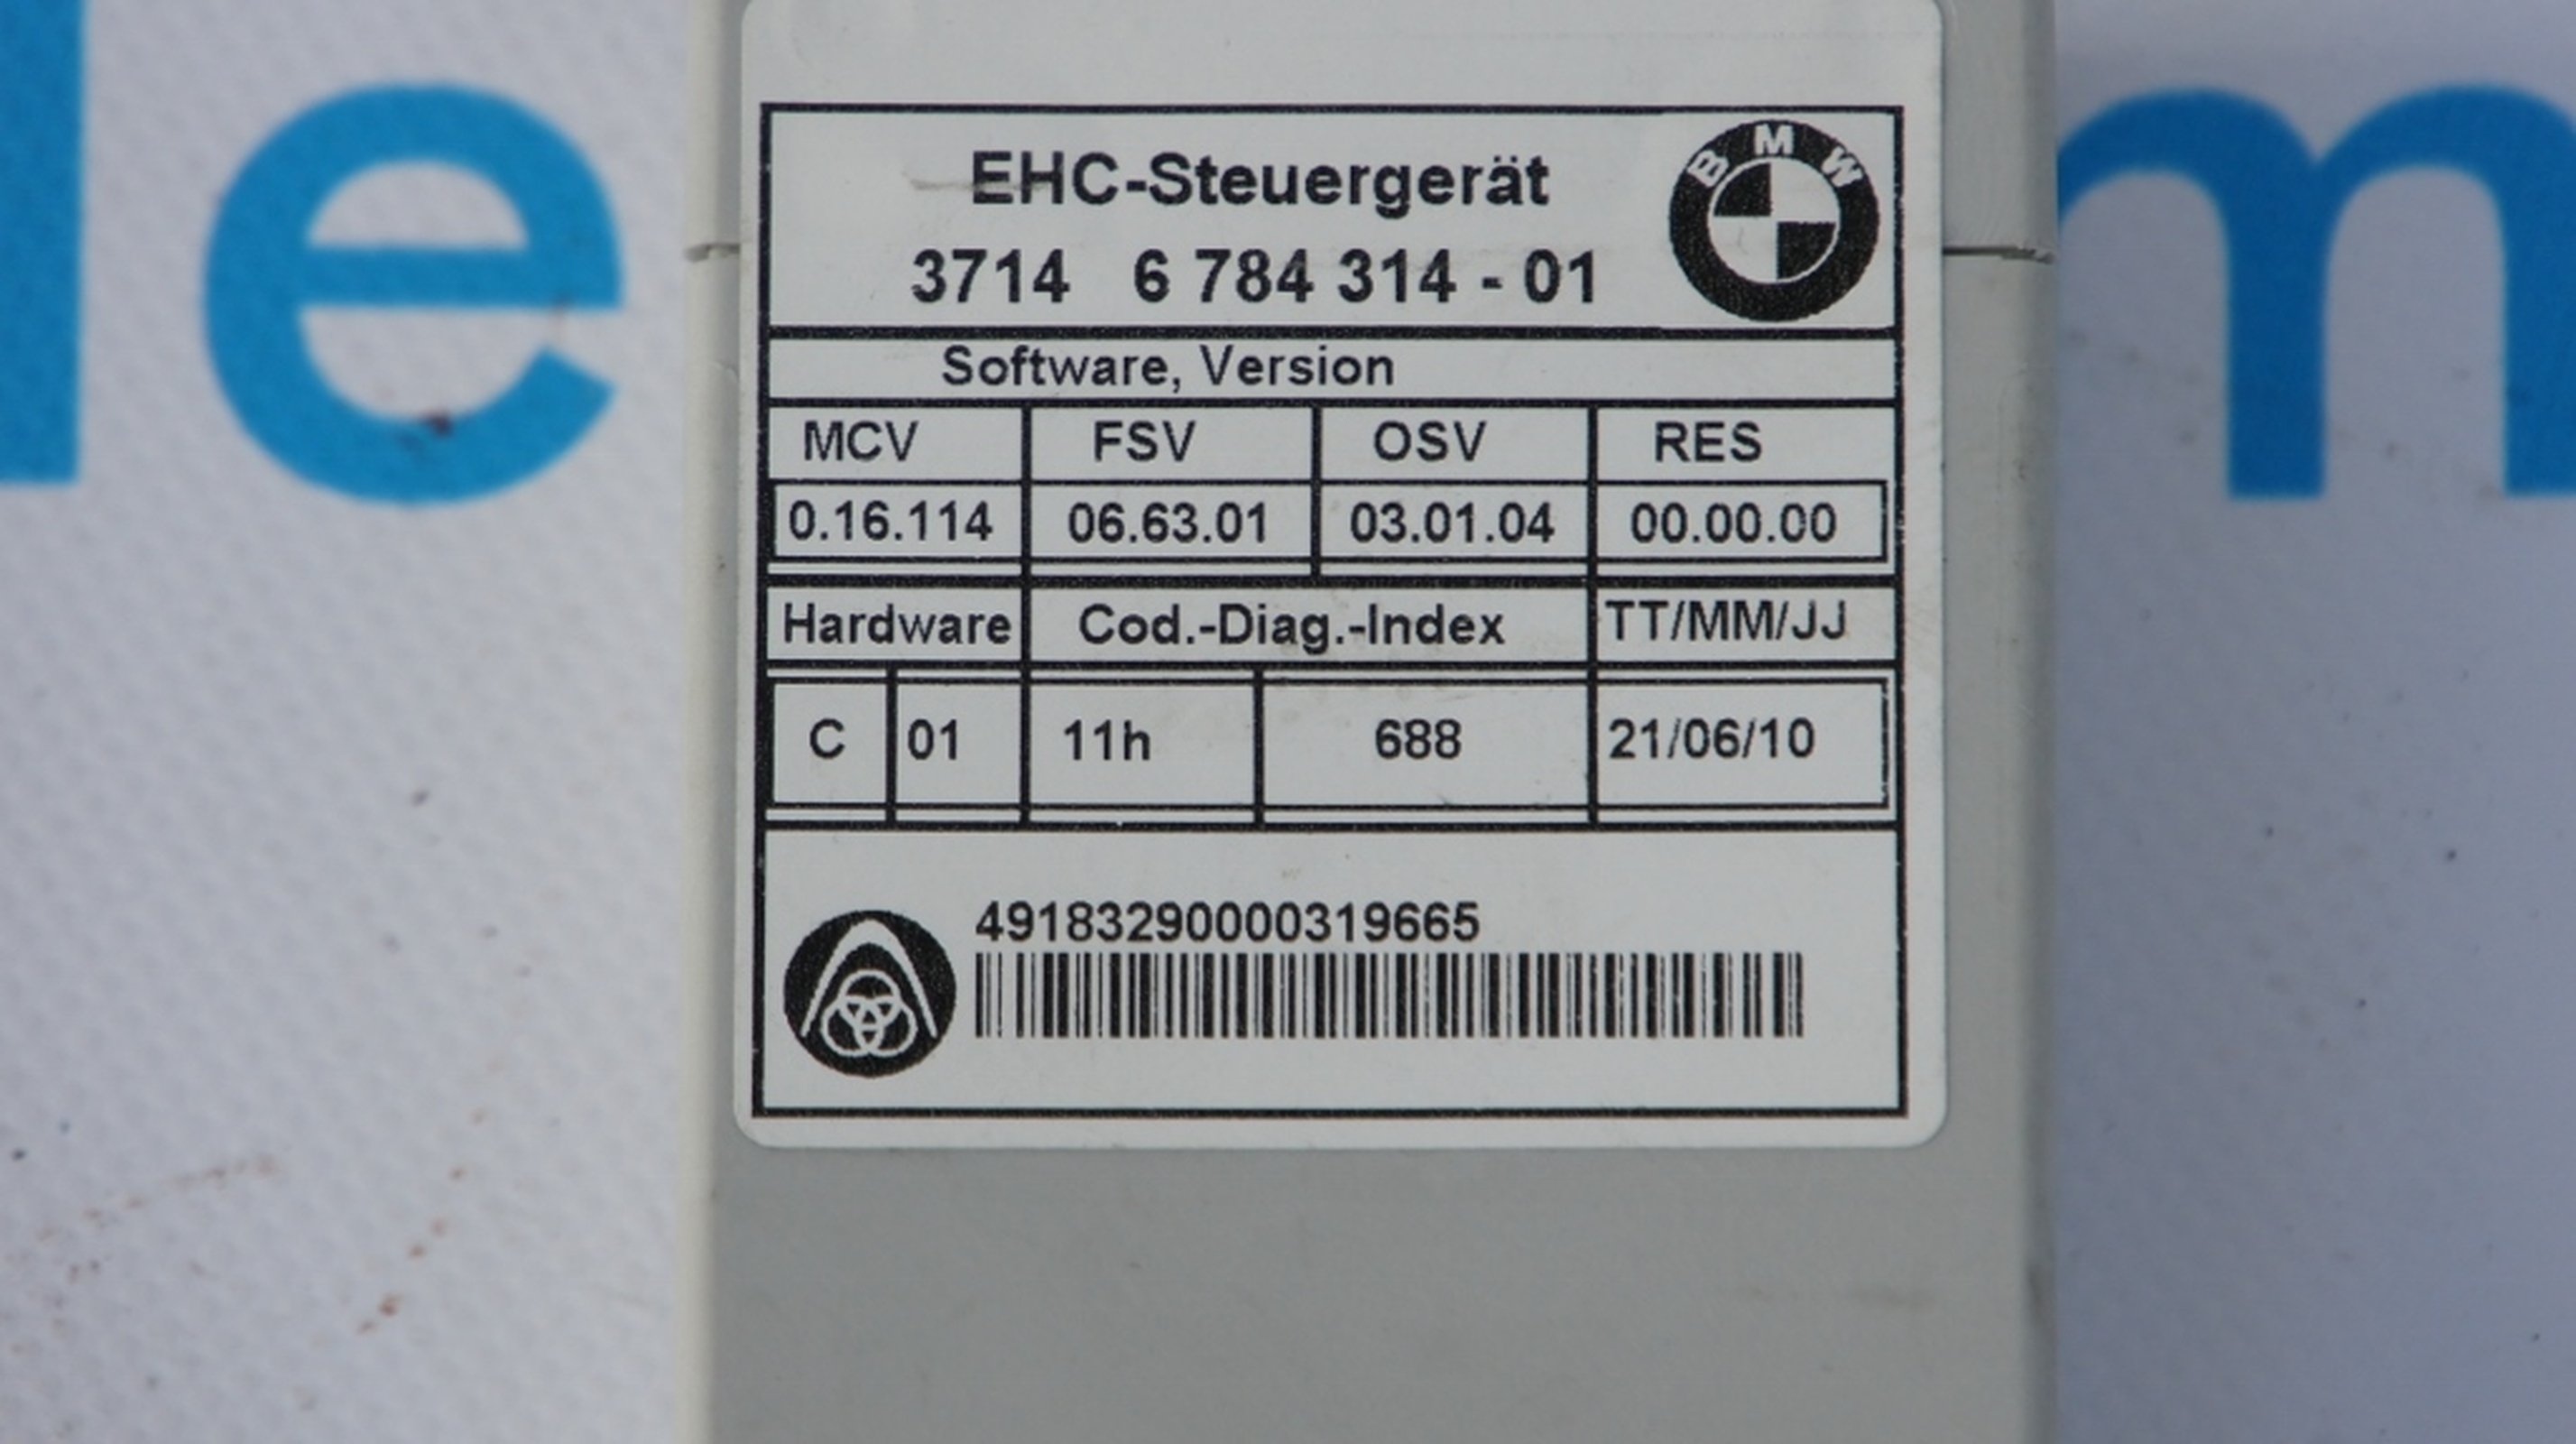 le
m
EHC-Steuergerät
BMW
3714 6 784 314 - 01
Software, Version
MCV FSV OSV RES
0.16.114 06.63.01 03.01.04 00.00.00
Hardware Cod.-Diag.-Index TT/MM/JJ
C 01 11h 688 21/06/10
49183290000319665